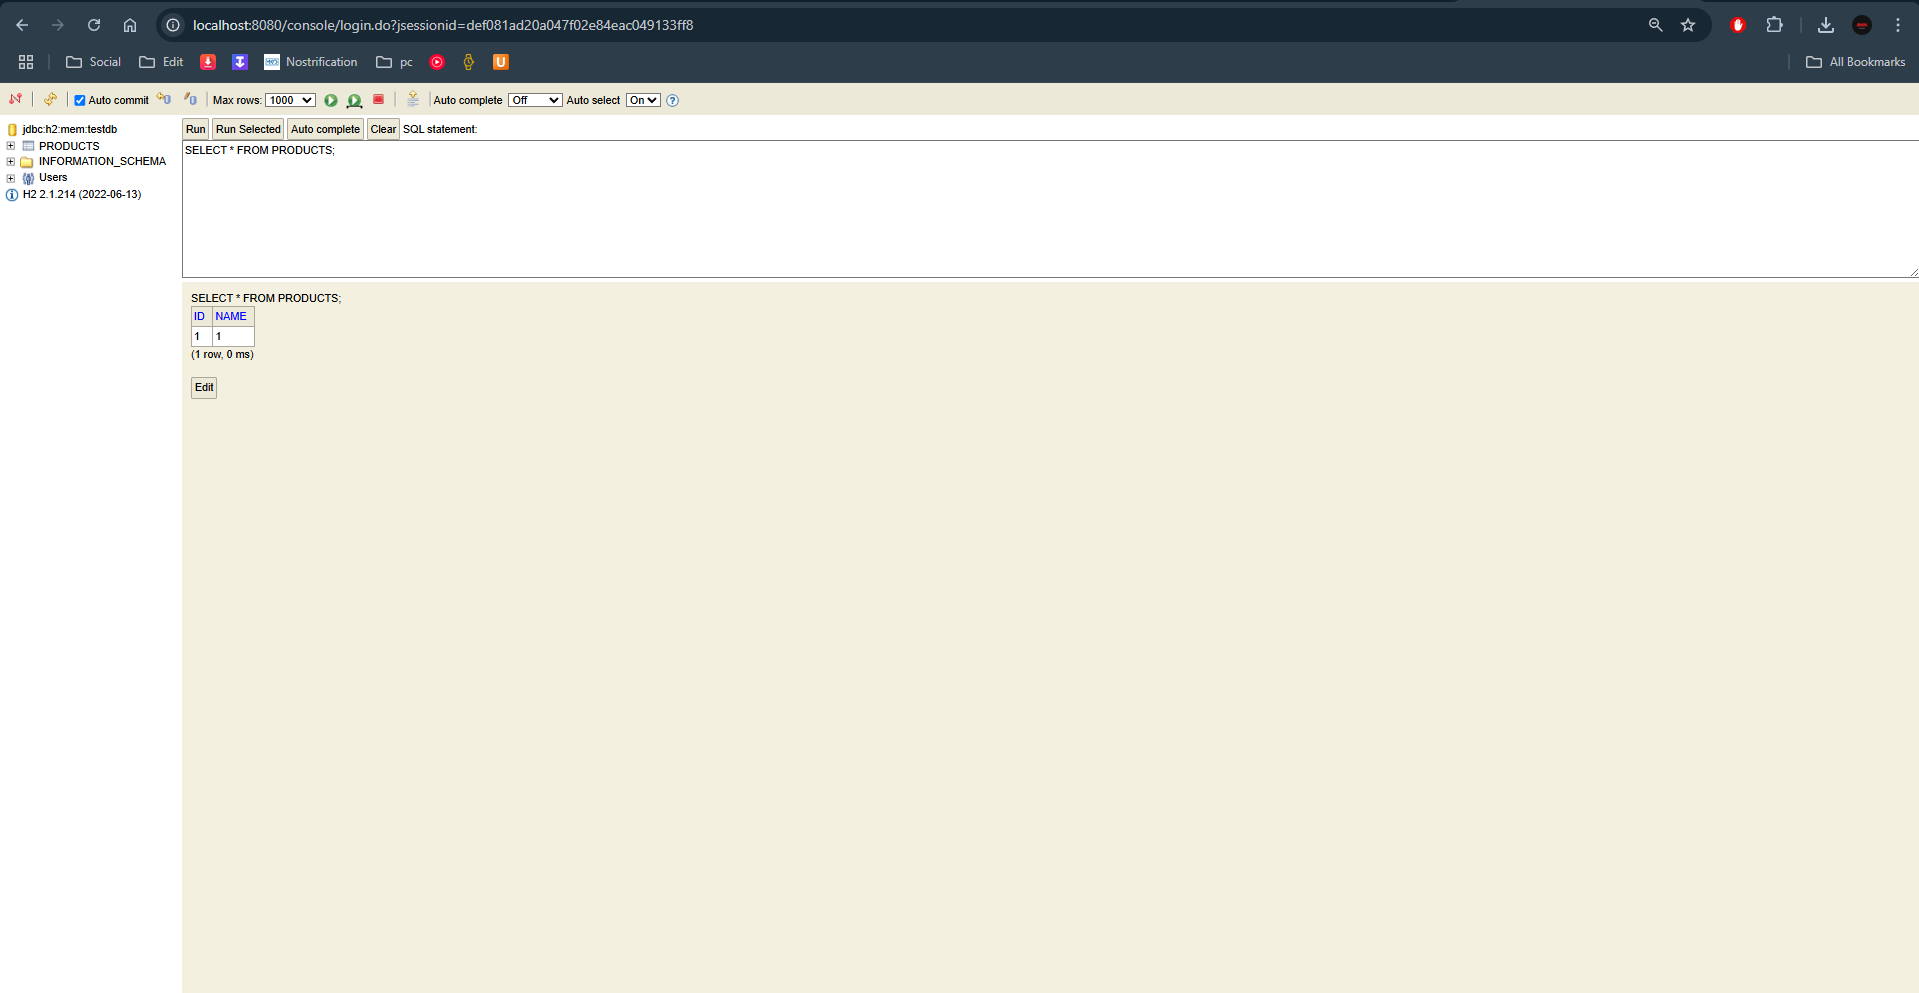 localhost:8080/console/login.do?jsessionid=def081ad20a047f02e84eac049133ff8
Social Edit Nostrification pc U All Bookmarks
Auto commit Max rows: 1000 Auto complete Off Auto select On ?
jdbc:h2:mem:testdb
PRODUCTS
INFORMATION_SCHEMA
Users
H2 2.1.214 (2022-06-13)
Run Run Selected Auto complete Clear SQL statement:
SELECT * FROM PRODUCTS;
SELECT * FROM PRODUCTS;
ID NAME
1 1
(1 row, 0 ms)
Edit